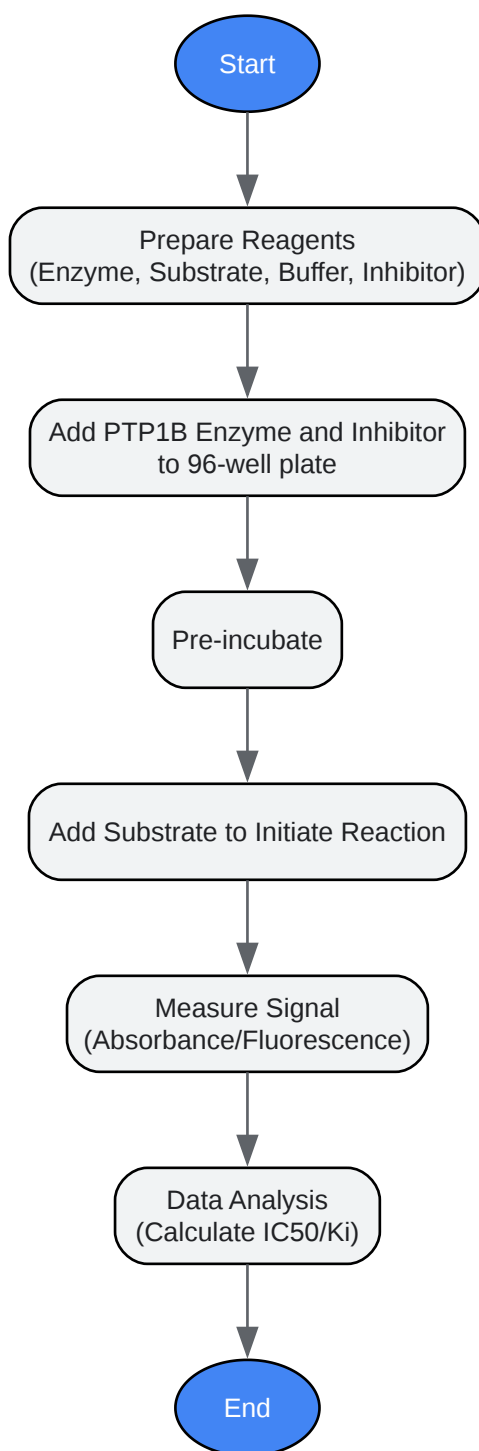 Start
Prepare Reagents
(Enzyme, Substrate, Buffer, Inhibitor)
Add PTP1B Enzyme and Inhibitor
to 96-well plate
Pre-incubate
Add Substrate to Initiate Reaction
Measure Signal
(Absorbance/Fluorescence)
Data Analysis
(Calculate IC50/Ki)
End